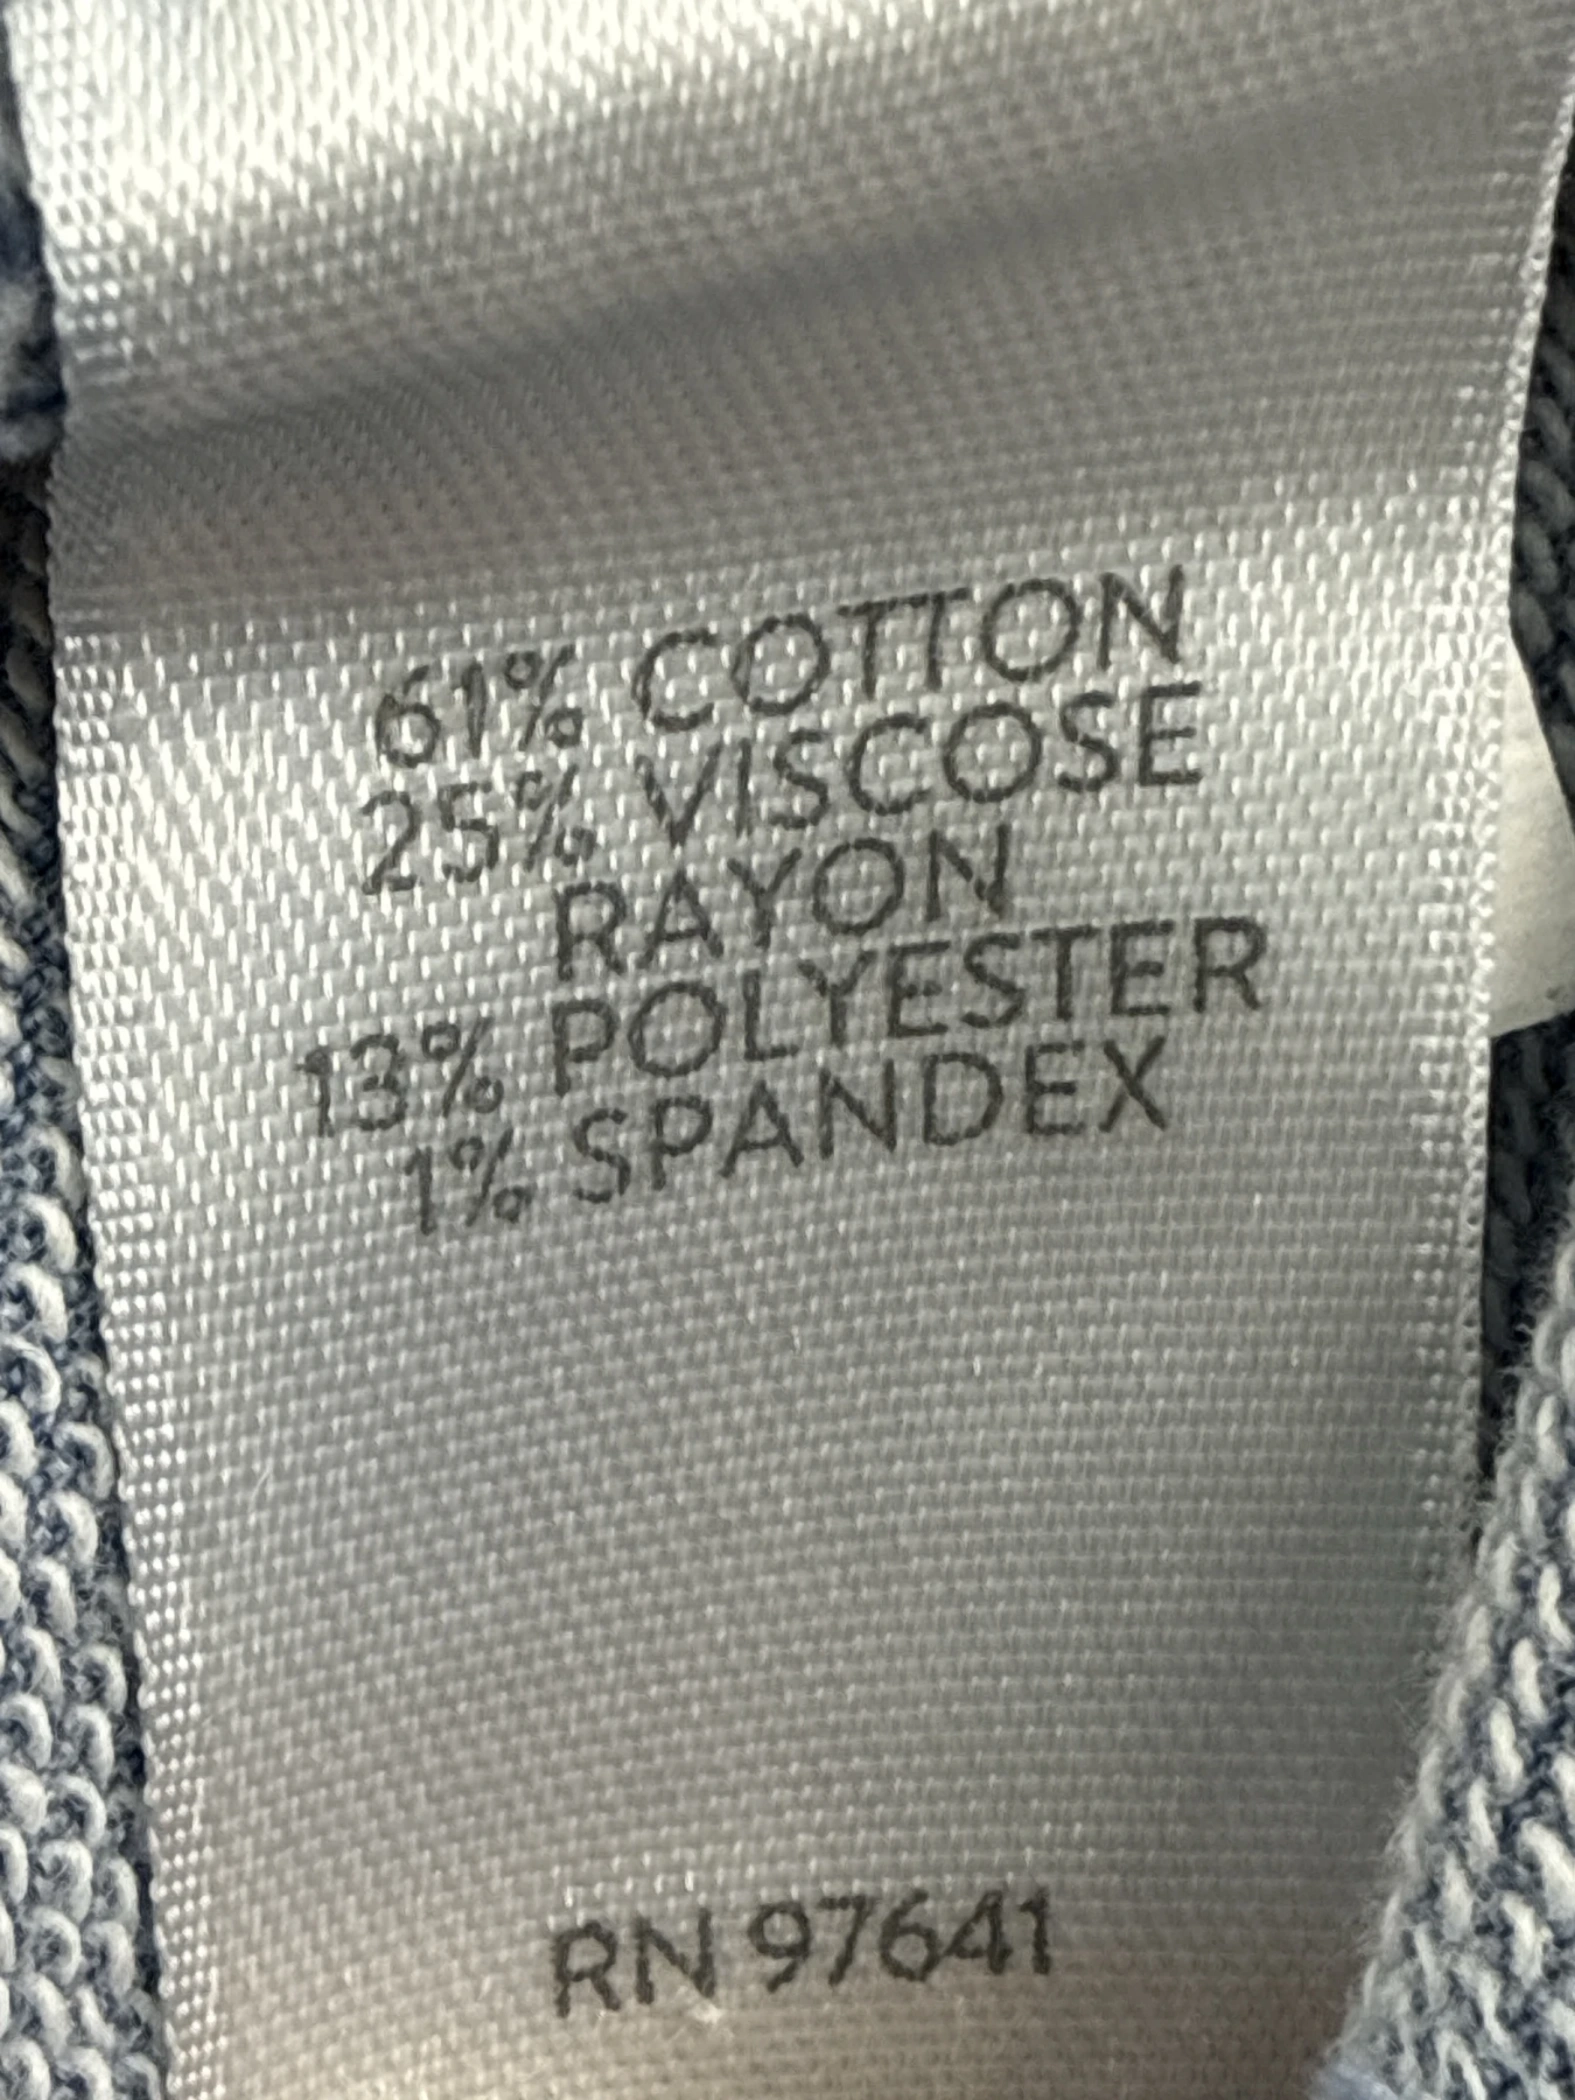 61% COTTON
25% VISCOSE
RAYON
13% POLYESTER
1% SPANDEX
RN 97641